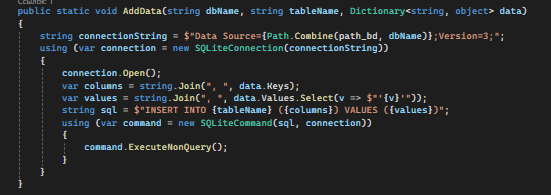 Ссылок: 1
public static void AddData(string dbName, string tableName, Dictionary<string, object> data)
{
string connectionString = $"Data Source={Path.Combine(path_bd, dbName)};Version=3;";
using (var connection = new SQLiteConnection(connectionString))
{
connection.Open();
var columns = string.Join(", ", data.Keys);
var values = string.Join(", ", data.Values.Select(v => $"'{v}'"));
string sql = $"INSERT INTO {tableName} ({columns}) VALUES ({values})";
using (var command = new SQLiteCommand(sql, connection))
{
command.ExecuteNonQuery();
}
}
}